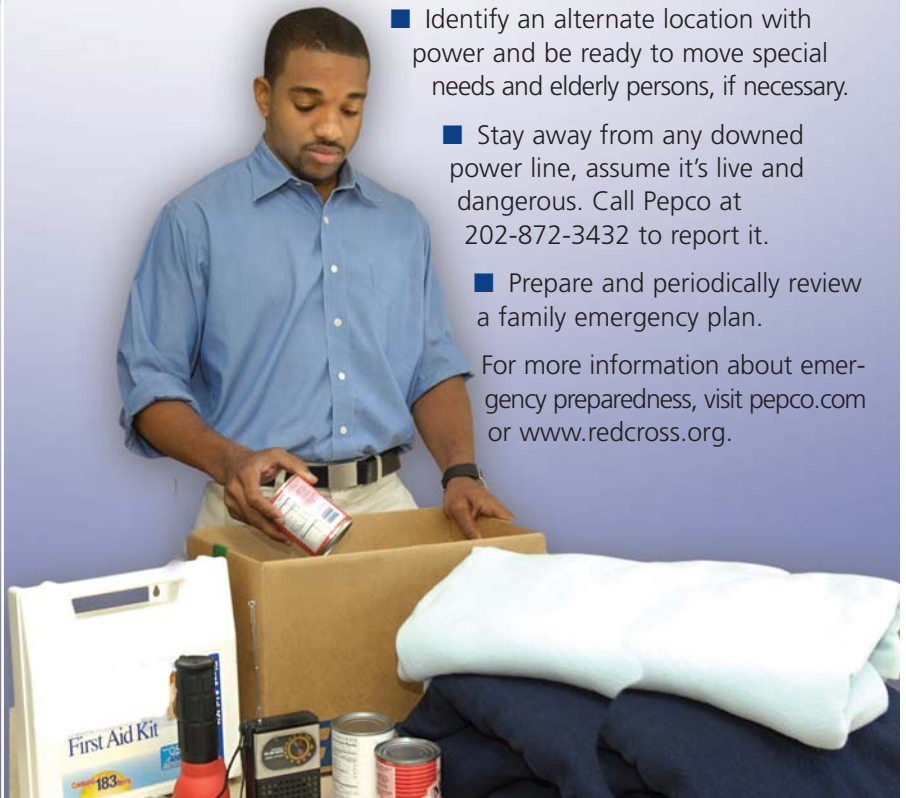 ■ Identify an alternate location with
power and be ready to move special
needs and elderly persons, if necessary.
■ Stay away from any downed
power line, assume it's live and
dangerous. Call Pepco at
202-872-3432 to report it.
■ Prepare and periodically review
a family emergency plan.
For more information about emer-
gency preparedness, visit pepco.com
or www.redcross.org.
First Aid Kit
183